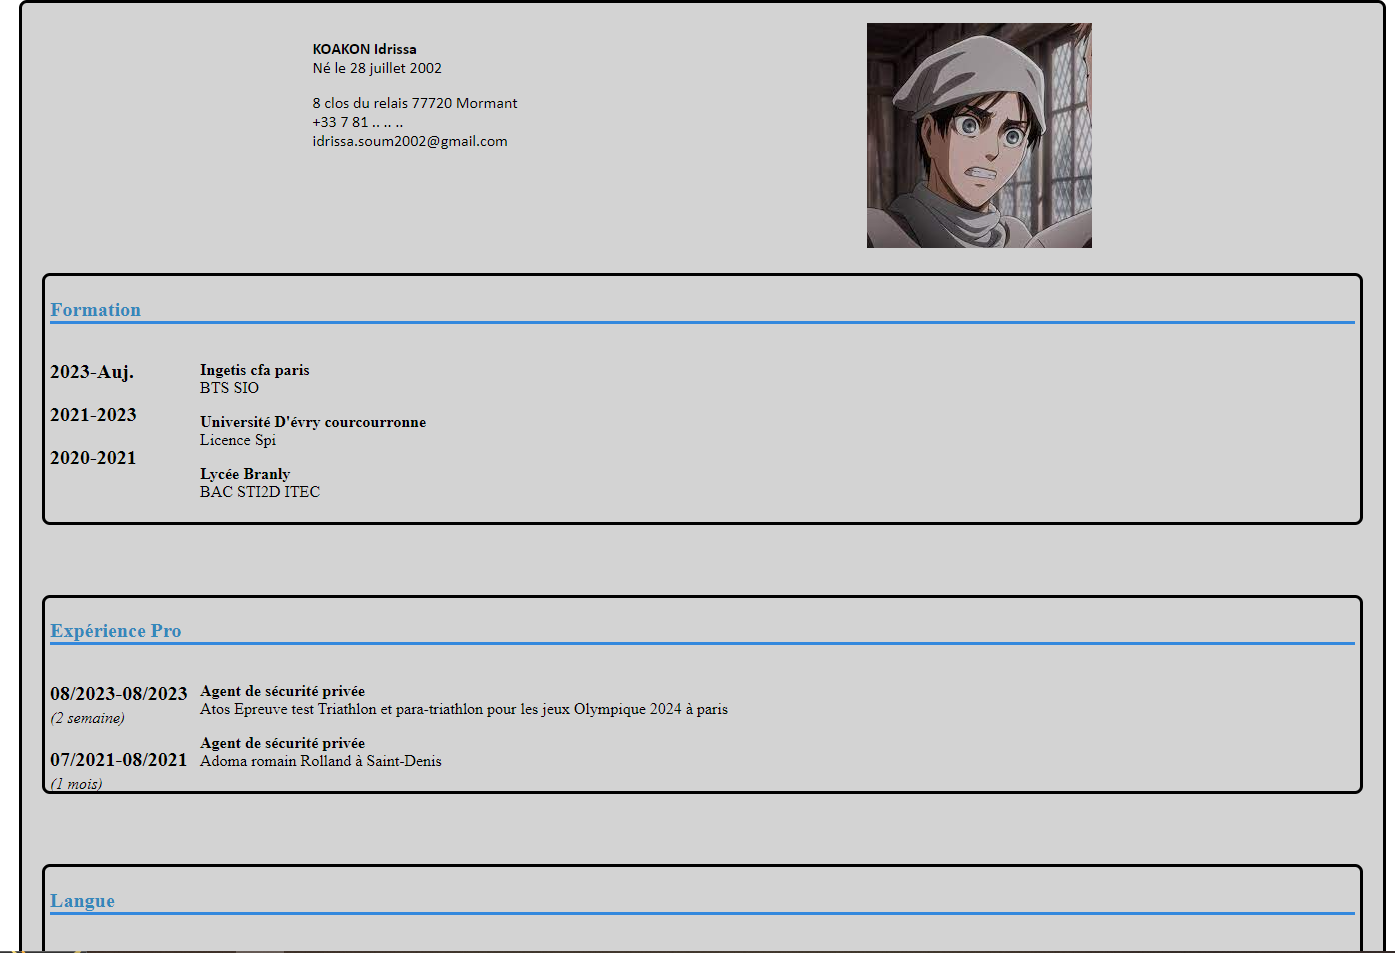 KOAKON Idrissa
Né le 28 juillet 2002
8 clos du relais 77720 Mormant
+33 7 81 .. .. ..
idrissa.soum2002@gmail.com
Formation
2023-Auj.
Ingetis cfa paris
BTS SIO
2021-2023
Université D'évry courcourronne
Licence Spi
2020-2021
Lycée Branly
BAC STI2D ITEC
Expérience Pro
08/2023-08/2023
(2 semaine)
Agent de sécurité privée
Atos Epreuve test Triathlon et para-triathlon pour les jeux Olympique 2024 à paris
07/2021-08/2021
(1 mois)
Agent de sécurité privée
Adoma romain Rolland à Saint-Denis
Langue